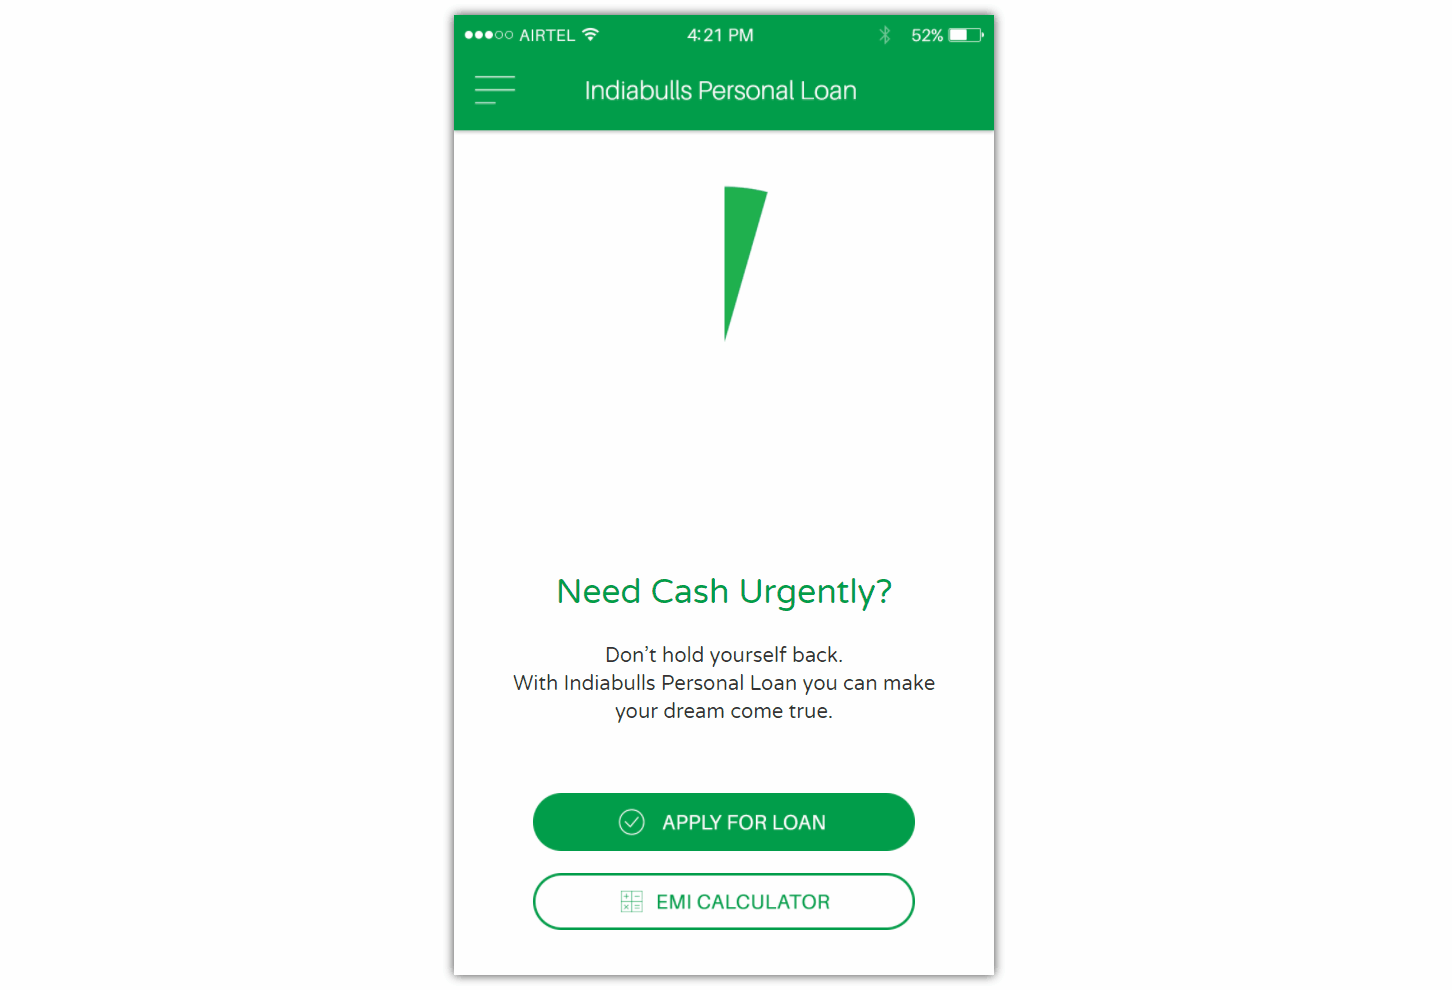 AIRTEL 4:21 PM 52%
Indiabulls Personal Loan
Need Cash Urgently?
Don’t hold yourself back.
With Indiabulls Personal Loan you can make
your dream come true.
APPLY FOR LOAN
EMI CALCULATOR